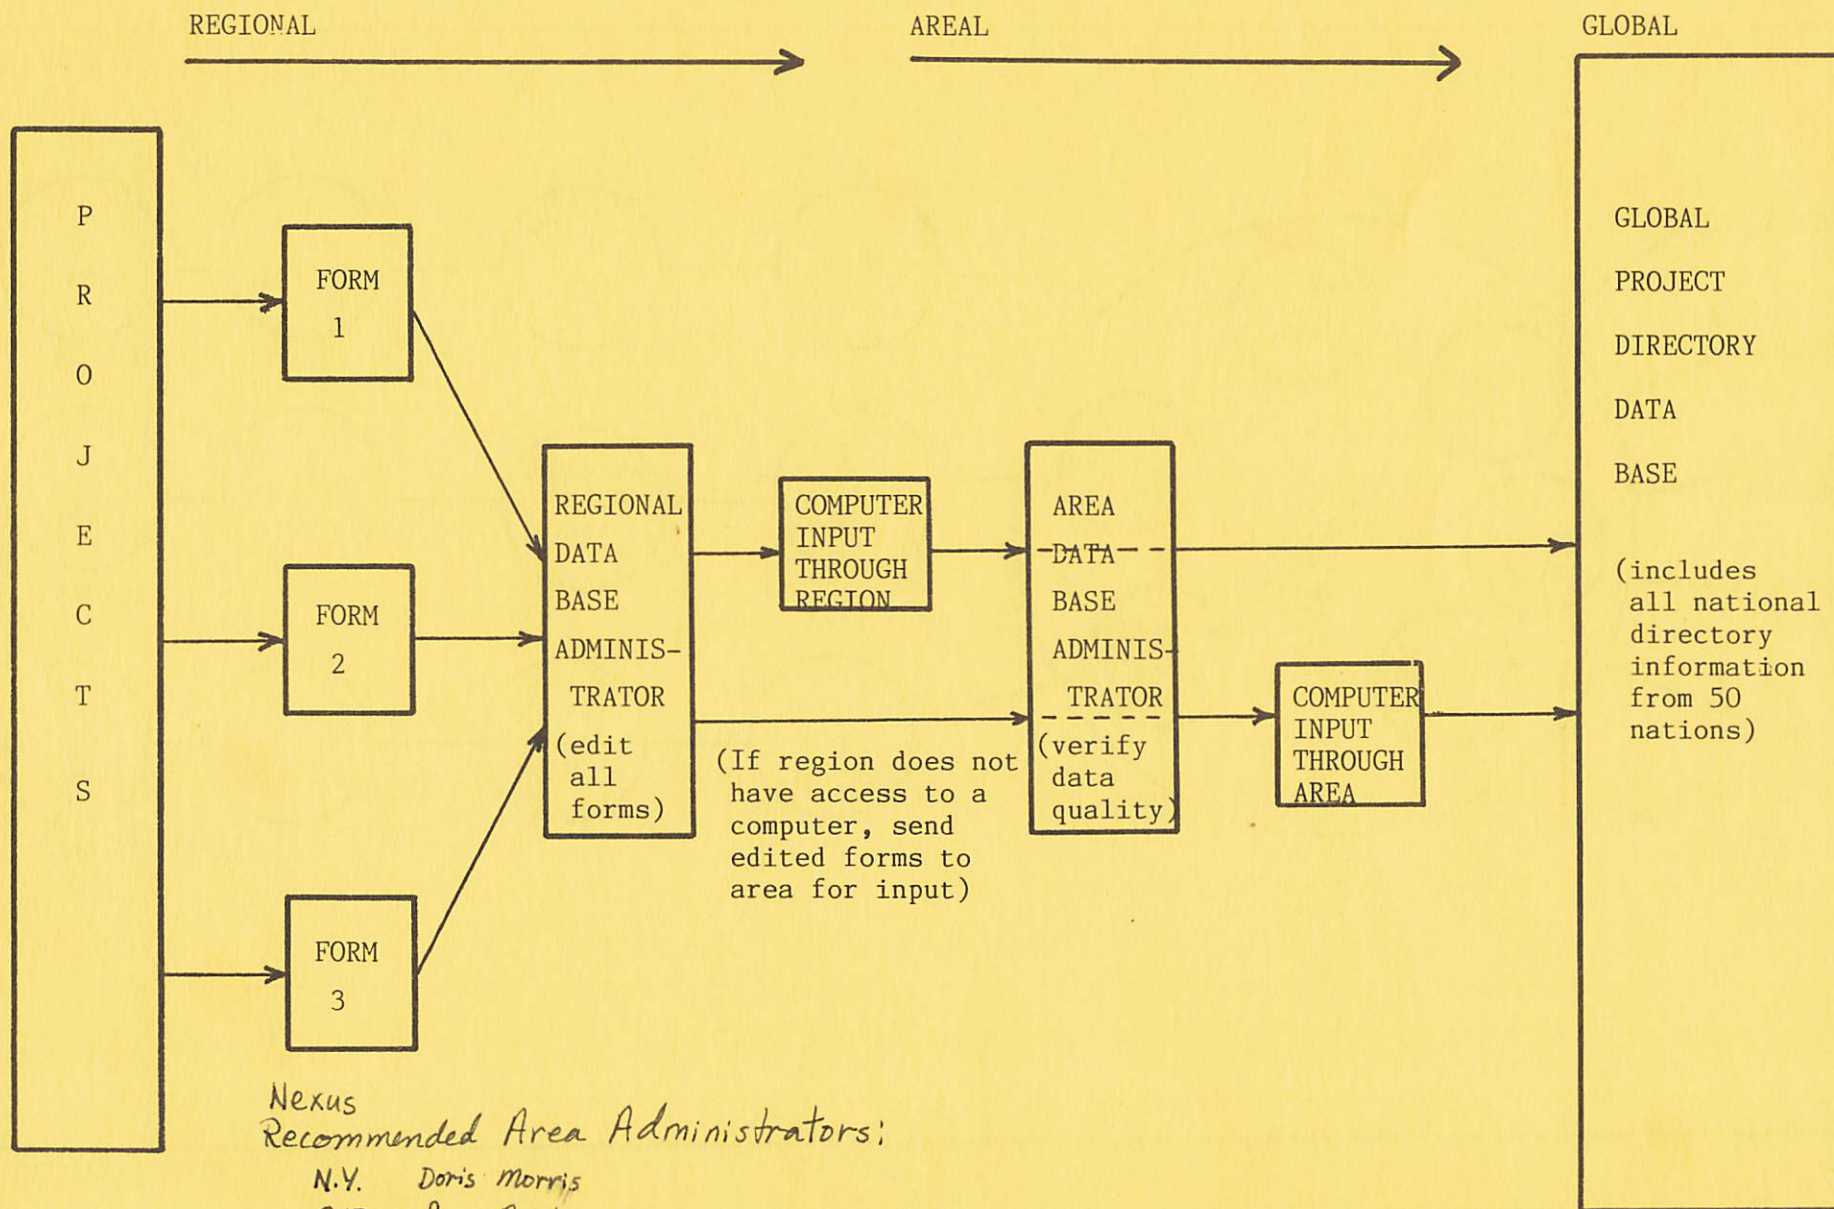 REGIONAL
AREAL
GLOBAL
P
R
O
J
E
C
T
S
FORM
1
FORM
2
FORM
3
REGIONAL
DATA
BASE
ADMINIS-
TRATOR
(edit
all
forms)
COMPUTER
INPUT
THROUGH
REGION
(If region does not
have access to a
computer, send
edited forms to
area for input)
AREA
DATA
BASE
ADMINIS-
TRATOR
(verify
data
quality)
COMPUTER
INPUT
THROUGH
AREA
GLOBAL
PROJECT
DIRECTORY
DATA
BASE
(includes
all national
directory
information
from 50
nations)
Nexus
Recommended Area Administrators:
N.Y. Doris Morris